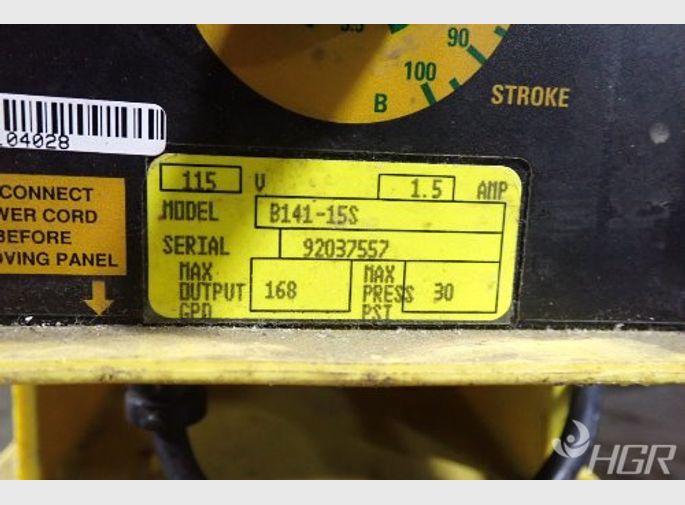 90
100
B
STROKE
04028
CONNECT
WER CORD
BEFORE
OVING PANEL
115 V 1.5 AMP
MODEL B141-15S
SERIAL 92037557
MAX OUTPUT GPD 168 MAX PRESS PSI 30
HGR